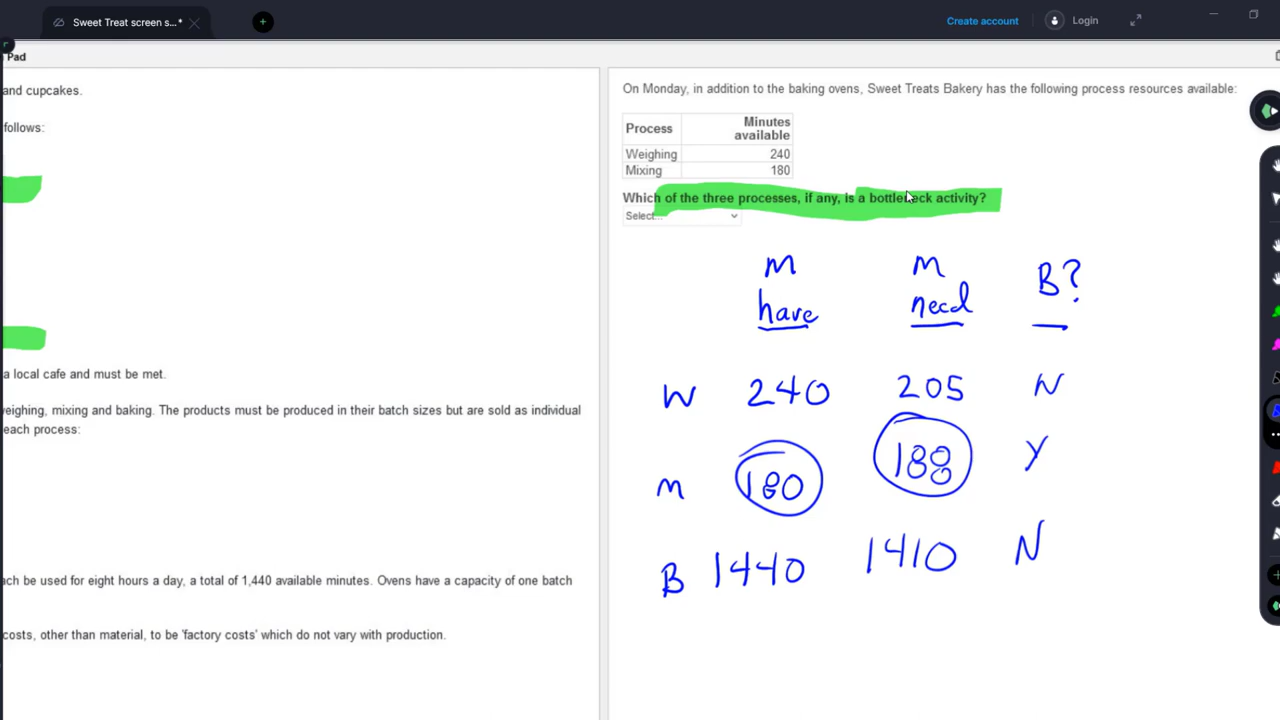 Sweet Treat screen s...*
Create account
Login
Pad
and cupcakes.
follows:
a local cafe and must be met.
weighing, mixing and baking. The products must be produced in their batch sizes but are sold as individual
each process:
ach be used for eight hours a day, a total of 1,440 available minutes. Ovens have a capacity of one batch
costs, other than material, to be 'factory costs' which do not vary with production.
On Monday, in addition to the baking ovens, Sweet Treats Bakery has the following process resources available:
Process Minutes available
Weighing 240
Mixing 180
Which of the three processes, if any, is a bottleneck activity?
Select...
M have M need B?
W 240 205 N
M 180 188 Y
B 1440 1410 N